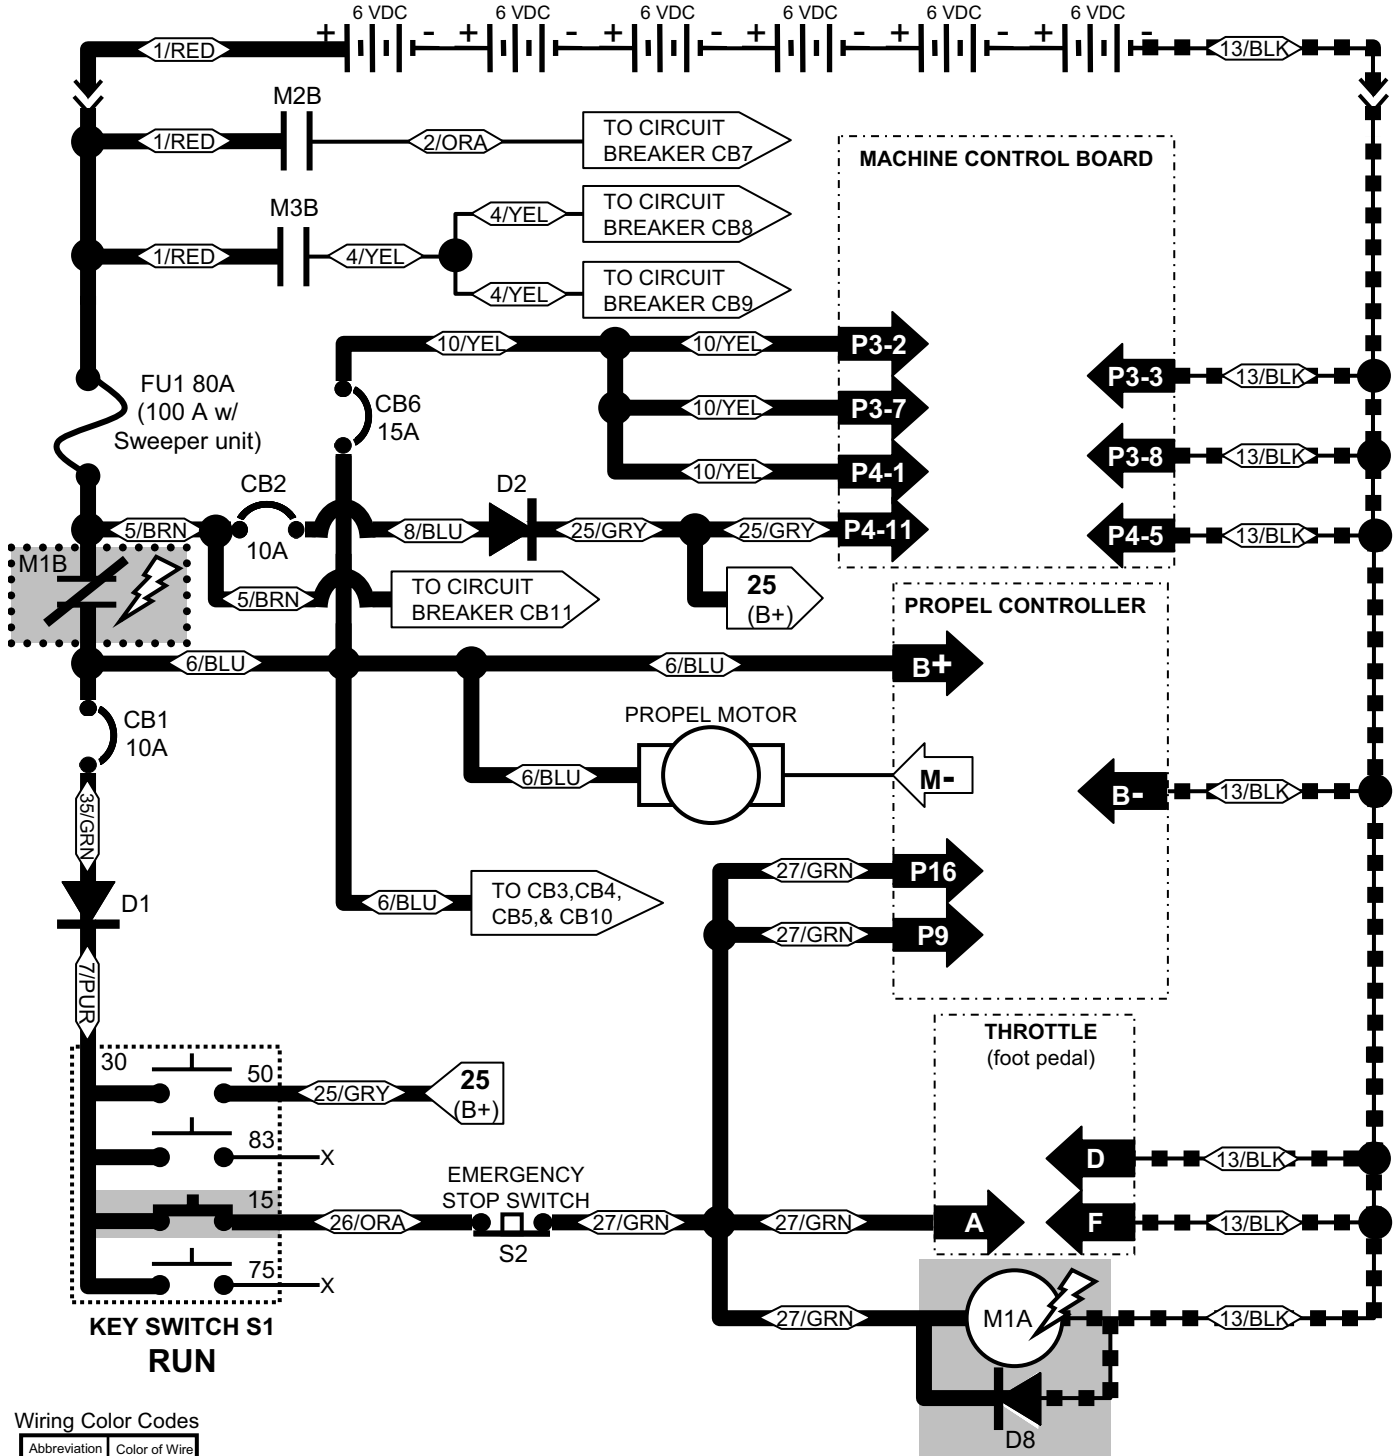 6 VDC 6 VDC 6 VDC 6 VDC 6 VDC 6 VDC
+ - + - + - + - + - + -
1/RED
13/BLK
M2B
1/RED
2/ORA
TO CIRCUIT
BREAKER CB7
MACHINE CONTROL BOARD
M3B
1/RED
4/YEL
4/YEL
TO CIRCUIT
BREAKER CB8
4/YEL
TO CIRCUIT
BREAKER CB9
10/YEL
10/YEL
P3-2
FU1 80A
(100 A w/
Sweeper unit)
CB6
15A
10/YEL
P3-7
10/YEL
P4-1
P3-3
13/BLK
P3-8
13/BLK
P4-5
13/BLK
5/BRN
CB2
10A
8/BLU
D2
25/GRY
25/GRY
P4-11
M1B
5/BRN
TO CIRCUIT
BREAKER CB11
25
(B+)
PROPEL CONTROLLER
6/BLU
6/BLU
B+
CB1
10A
PROPEL MOTOR
6/BLU
M-
B-
13/BLK
35/GRN
D1
6/BLU
TO CB3,CB4,
CB5,& CB10
27/GRN
P16
27/GRN
P9
7/PUR
THROTTLE
(foot pedal)
30
50
25/GRY
25
(B+)
83
X
D
13/BLK
15
26/ORA
EMERGENCY
STOP SWITCH
S2
27/GRN
27/GRN
A
F
13/BLK
75
X
KEY SWITCH S1
RUN
27/GRN
M1A
13/BLK
D8
Wiring Color Codes
Abbreviation Color of Wire